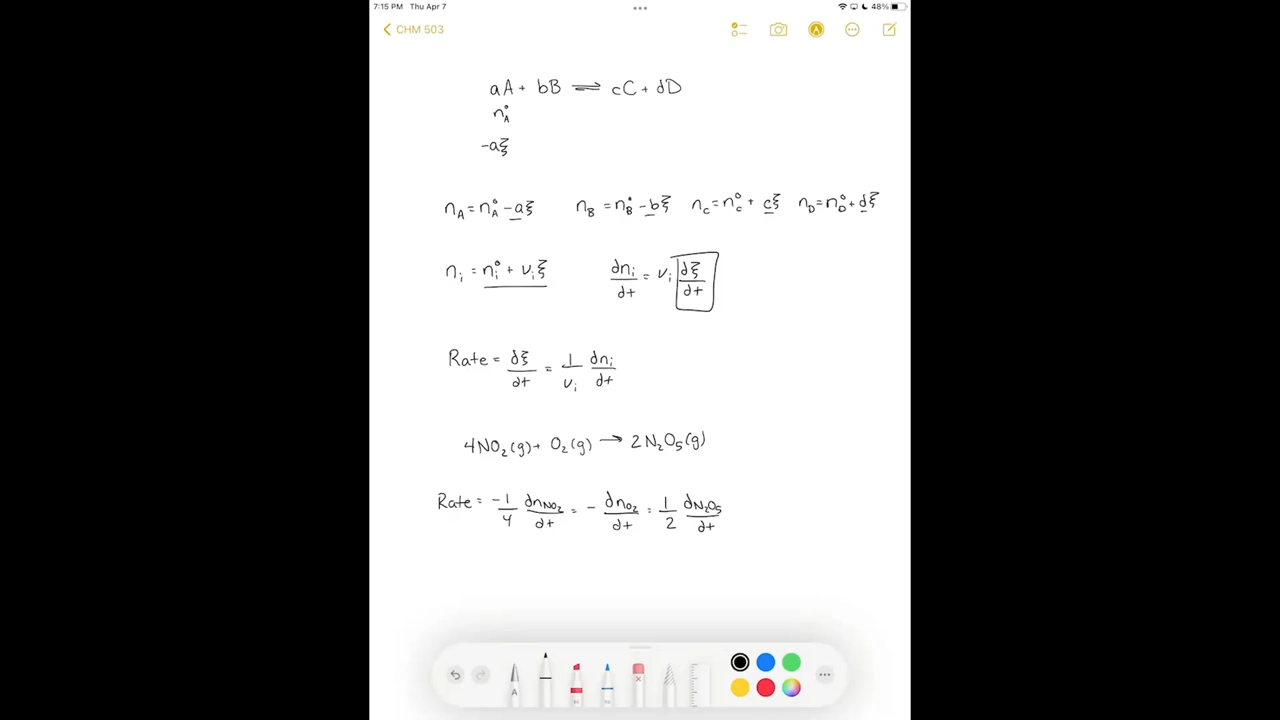 7:15 PM Thu Apr 7
48%
CHM 503
aA + bB ⇌ cC + dD
n°A
-aξ
nA = n°A - aξ nB = n°B - bξ nC = n°C + cξ nD = n°D + dξ
ni = n°i + νiξ dni/dt = νi dξ/dt
Rate = dξ/dt = 1/νi dni/dt
4NO₂(g) + O₂(g) → 2N₂O₅(g)
Rate = -1/4 dnNO₂/dt = - dnO₂/dt = 1/2 dN₂O₅/dt
A